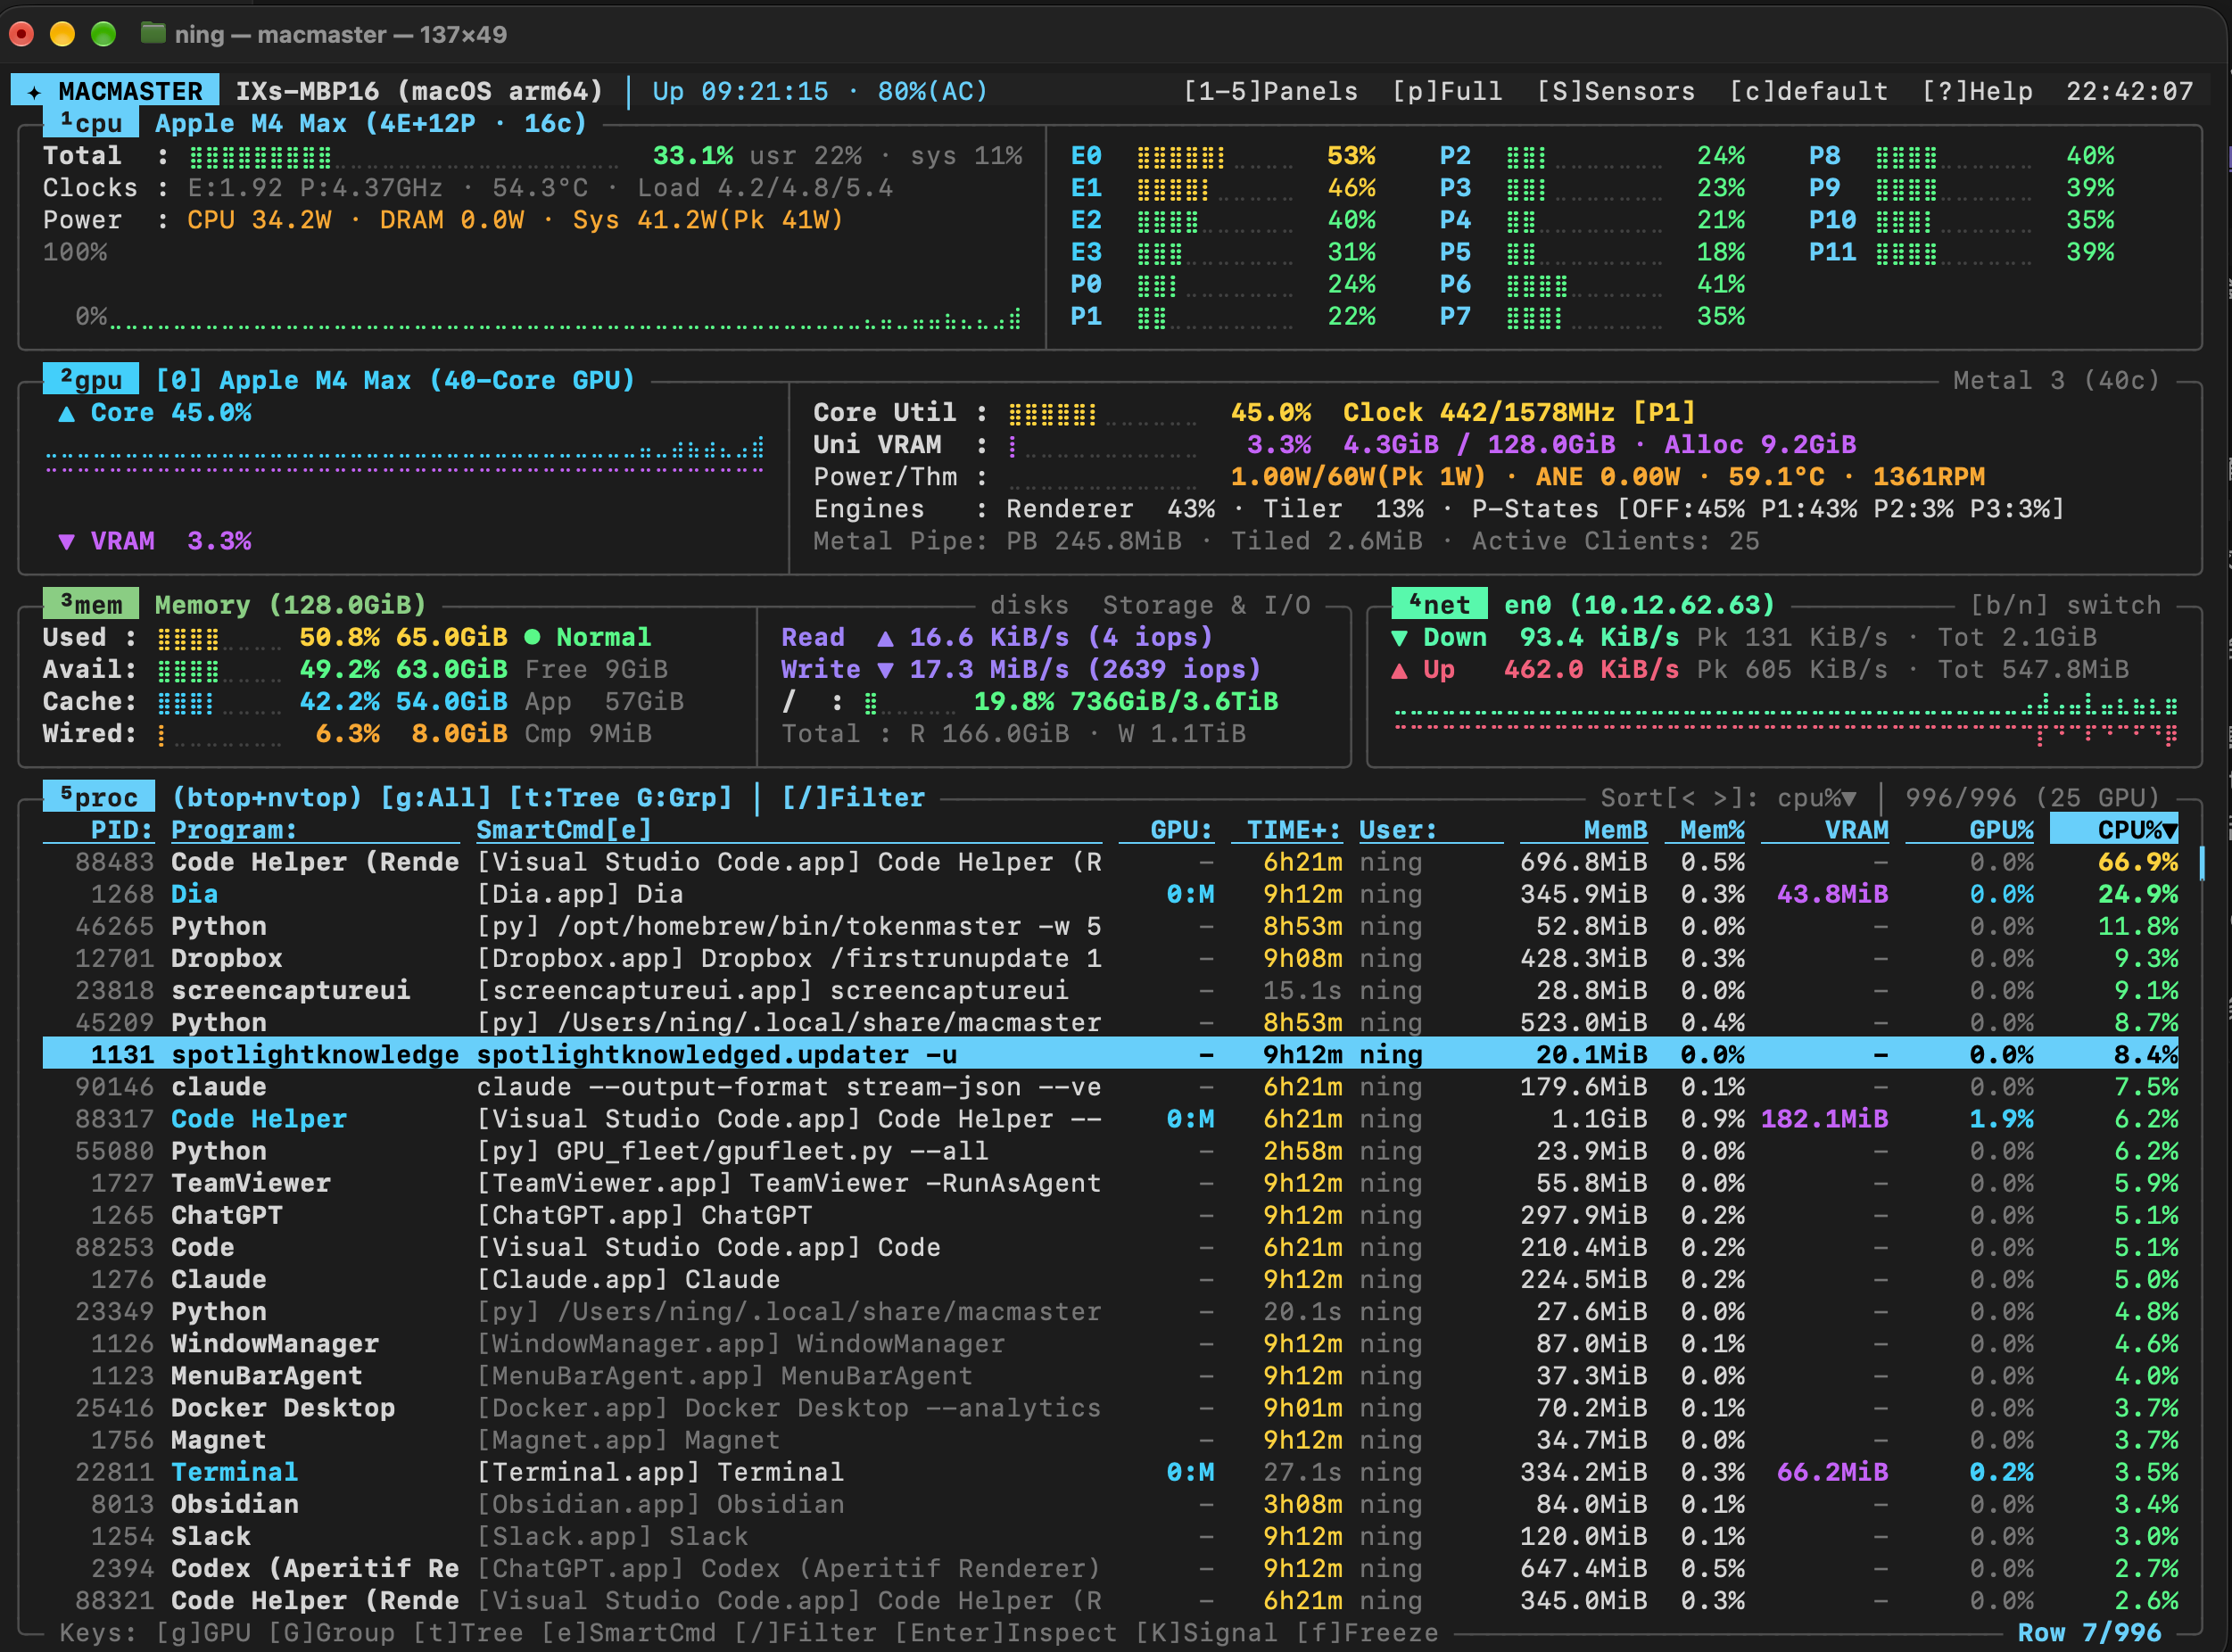 ning — macmaster — 137×49
✦ MACMASTER IXs-MBP16 (macOS arm64) │ Up 09:21:15 · 80%(AC) [1-5]Panels [p]Full [S]Sensors [c]default [?]Help 22:42:07
¹cpu Apple M4 Max (4E+12P · 16c)
Total : 33.1% usr 22% · sys 11% E0 53% P2 24% P8 40%
Clocks : E:1.92 P:4.37GHz · 54.3°C · Load 4.2/4.8/5.4 E1 46% P3 23% P9 39%
Power : CPU 34.2W · DRAM 0.0W · Sys 41.2W(Pk 41W) E2 40% P4 21% P10 35%
100% E3 31% P5 18% P11 39%
P0 24% P6 41%
0% P1 22% P7 35%
²gpu [0] Apple M4 Max (40-Core GPU) Metal 3 (40c)
▲ Core 45.0% Core Util : 45.0% Clock 442/1578MHz [P1]
Uni VRAM : 3.3% 4.3GiB / 128.0GiB · Alloc 9.2GiB
Power/Thm : 1.00W/60W(Pk 1W) · ANE 0.00W · 59.1°C · 1361RPM
Engines : Renderer 43% · Tiler 13% · P-States [OFF:45% P1:43% P2:3% P3:3%]
▼ VRAM 3.3% Metal Pipe: PB 245.8MiB · Tiled 2.6MiB · Active Clients: 25
³mem Memory (128.0GiB) disks Storage & I/O ⁴net en0 (10.12.62.63) [b/n] switch
Used : 50.8% 65.0GiB ● Normal Read ▲ 16.6 KiB/s (4 iops) ▼ Down 93.4 KiB/s Pk 131 KiB/s · Tot 2.1GiB
Avail: 49.2% 63.0GiB Free 9GiB Write ▼ 17.3 MiB/s (2639 iops) ▲ Up 462.0 KiB/s Pk 605 KiB/s · Tot 547.8MiB
Cache: 42.2% 54.0GiB App 57GiB / : 19.8% 736GiB/3.6TiB
Wired: 6.3% 8.0GiB Cmp 9MiB Total : R 166.0GiB · W 1.1TiB
⁵proc (btop+nvtop) [g:All] [t:Tree G:Grp] │ [/]Filter Sort[< >]: cpu%▼ │ 996/996 (25 GPU)
PID: Program: SmartCmd[e] GPU: TIME+: User: MemB Mem% VRAM GPU% CPU%▼
88483 Code Helper (Rende [Visual Studio Code.app] Code Helper (R – 6h21m ning 696.8MiB 0.5% – 0.0% 66.9%
1268 Dia [Dia.app] Dia 0:M 9h12m ning 345.9MiB 0.3% 43.8MiB 0.0% 24.9%
46265 Python [py] /opt/homebrew/bin/tokenmaster -w 5 – 8h53m ning 52.8MiB 0.0% – 0.0% 11.8%
12701 Dropbox [Dropbox.app] Dropbox /firstrunupdate 1 – 9h08m ning 428.3MiB 0.3% – 0.0% 9.3%
23818 screencaptureui [screencaptureui.app] screencaptureui – 15.1s ning 28.8MiB 0.0% – 0.0% 9.1%
45209 Python [py] /Users/ning/.local/share/macmaster – 8h53m ning 523.0MiB 0.4% – 0.0% 8.7%
1131 spotlightknowledge spotlightknowledged.updater -u – 9h12m ning 20.1MiB 0.0% – 0.0% 8.4%
90146 claude claude --output-format stream-json --ve – 6h21m ning 179.6MiB 0.1% – 0.0% 7.5%
88317 Code Helper [Visual Studio Code.app] Code Helper -- 0:M 6h21m ning 1.1GiB 0.9% 182.1MiB 1.9% 6.2%
55080 Python [py] GPU_fleet/gpufleet.py --all – 2h58m ning 23.9MiB 0.0% – 0.0% 6.2%
1727 TeamViewer [TeamViewer.app] TeamViewer -RunAsAgent – 9h12m ning 55.8MiB 0.0% – 0.0% 5.9%
1265 ChatGPT [ChatGPT.app] ChatGPT – 9h12m ning 297.9MiB 0.2% – 0.0% 5.1%
88253 Code [Visual Studio Code.app] Code – 6h21m ning 210.4MiB 0.2% – 0.0% 5.1%
1276 Claude [Claude.app] Claude – 9h12m ning 224.5MiB 0.2% – 0.0% 5.0%
23349 Python [py] /Users/ning/.local/share/macmaster – 20.1s ning 27.6MiB 0.0% – 0.0% 4.8%
1126 WindowManager [WindowManager.app] WindowManager – 9h12m ning 87.0MiB 0.1% – 0.0% 4.6%
1123 MenuBarAgent [MenuBarAgent.app] MenuBarAgent – 9h12m ning 37.3MiB 0.0% – 0.0% 4.0%
25416 Docker Desktop [Docker.app] Docker Desktop --analytics – 9h01m ning 70.2MiB 0.1% – 0.0% 3.7%
1756 Magnet [Magnet.app] Magnet – 9h12m ning 34.7MiB 0.0% – 0.0% 3.7%
22811 Terminal [Terminal.app] Terminal 0:M 27.1s ning 334.2MiB 0.3% 66.2MiB 0.2% 3.5%
8013 Obsidian [Obsidian.app] Obsidian – 3h08m ning 84.0MiB 0.1% – 0.0% 3.4%
1254 Slack [Slack.app] Slack – 9h12m ning 120.0MiB 0.1% – 0.0% 3.0%
2394 Codex (Aperitif Re [ChatGPT.app] Codex (Aperitif Renderer) – 9h12m ning 647.4MiB 0.5% – 0.0% 2.7%
88321 Code Helper (Rende [Visual Studio Code.app] Code Helper (R – 6h21m ning 345.0MiB 0.3% – 0.0% 2.6%
Keys: [g]GPU [G]Group [t]Tree [e]SmartCmd [/]Filter [Enter]Inspect [K]Signal [f]Freeze Row 7/996